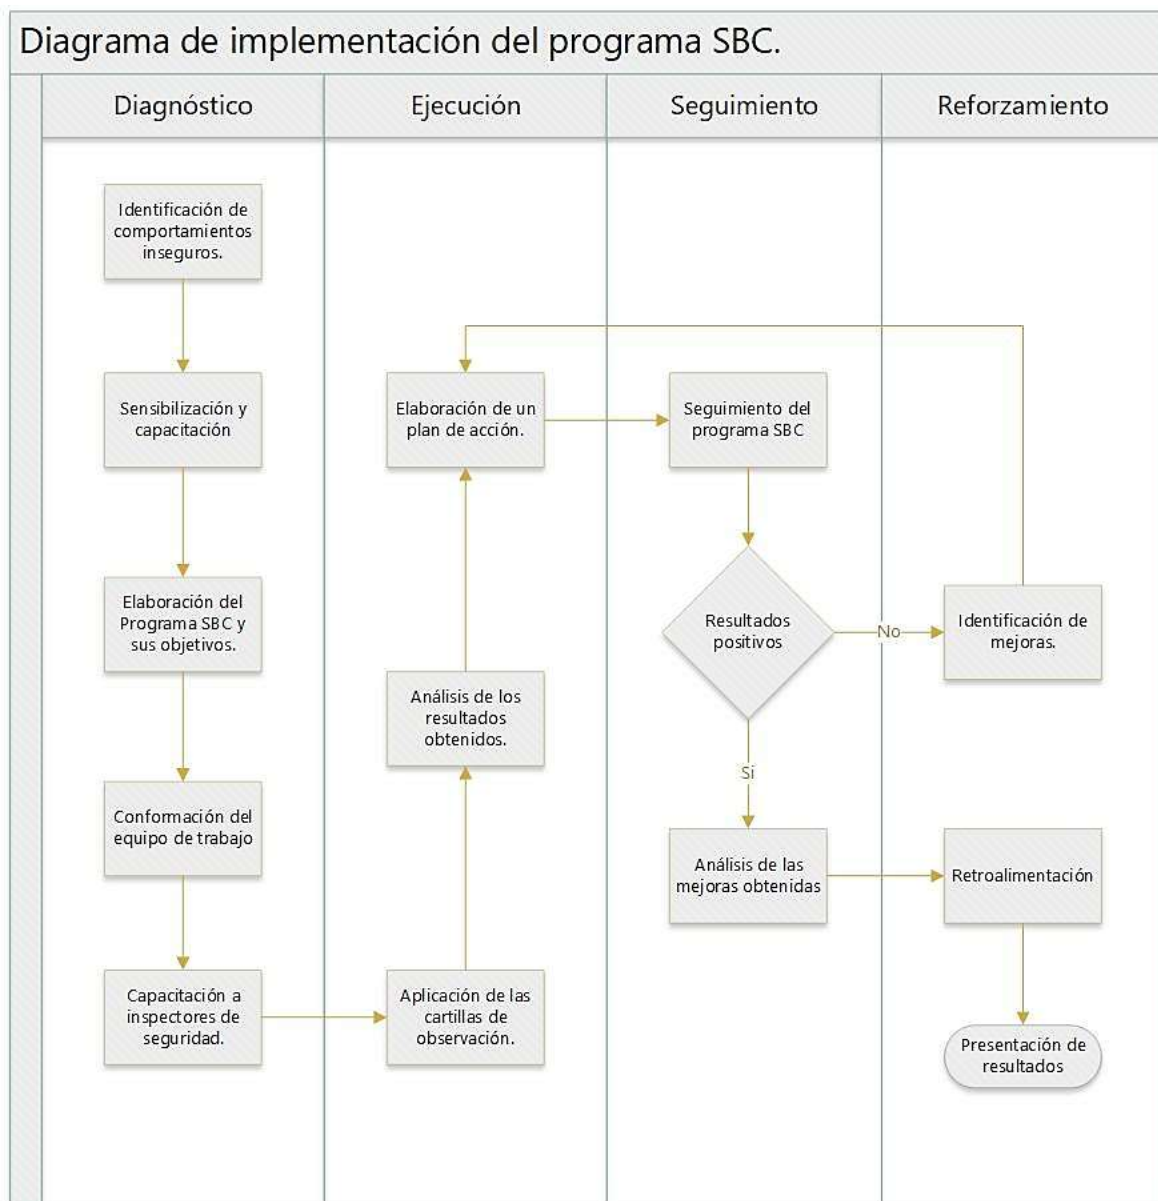 Diagrama de implementación del programa SBC.
Diagnóstico
Ejecución
Seguimiento
Reforzamiento
Identificación de
comportamientos
inseguros.
Sensibilización y
capacitación
Elaboración del
Programa SBC y
sus objetivos.
Conformación del
equipo de trabajo
Capacitación a
inspectores de
seguridad.
Aplicación de las
cartillas de
observación.
Análisis de los
resultados
obtenidos.
Elaboración de un
plan de acción.
Seguimiento del
programa SBC
Resultados
positivos
No
Identificación de
mejoras.
Si
Análisis de las
mejoras obtenidas
Retroalimentación
Presentación de
resultados